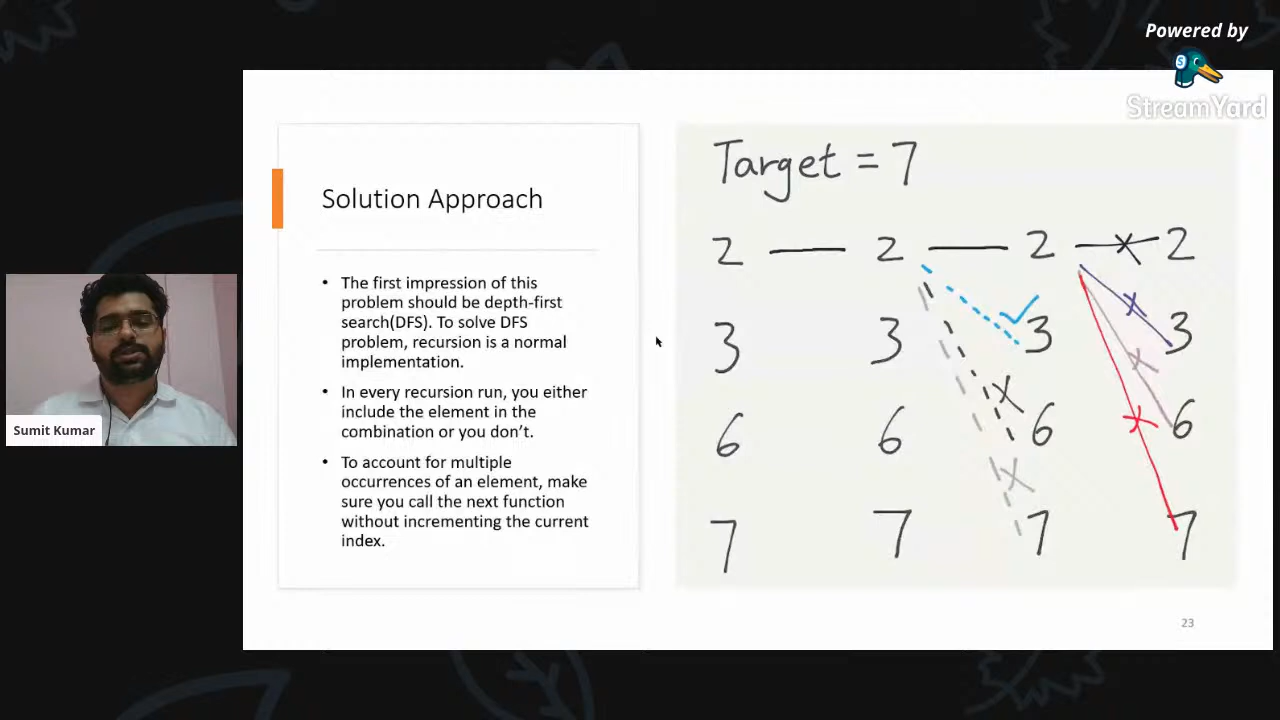 Powered by
StreamYard
Solution Approach
• The first impression of this
problem should be depth-first
search(DFS). To solve DFS
problem, recursion is a normal
implementation.
• In every recursion run, you either
include the element in the
combination or you don’t.
• To account for multiple
occurrences of an element, make
sure you call the next function
without incrementing the current
index.
Target = 7
2 2 2 2
3 3 3 3
6 6 6 6
7 7 7 7
Sumit Kumar
23